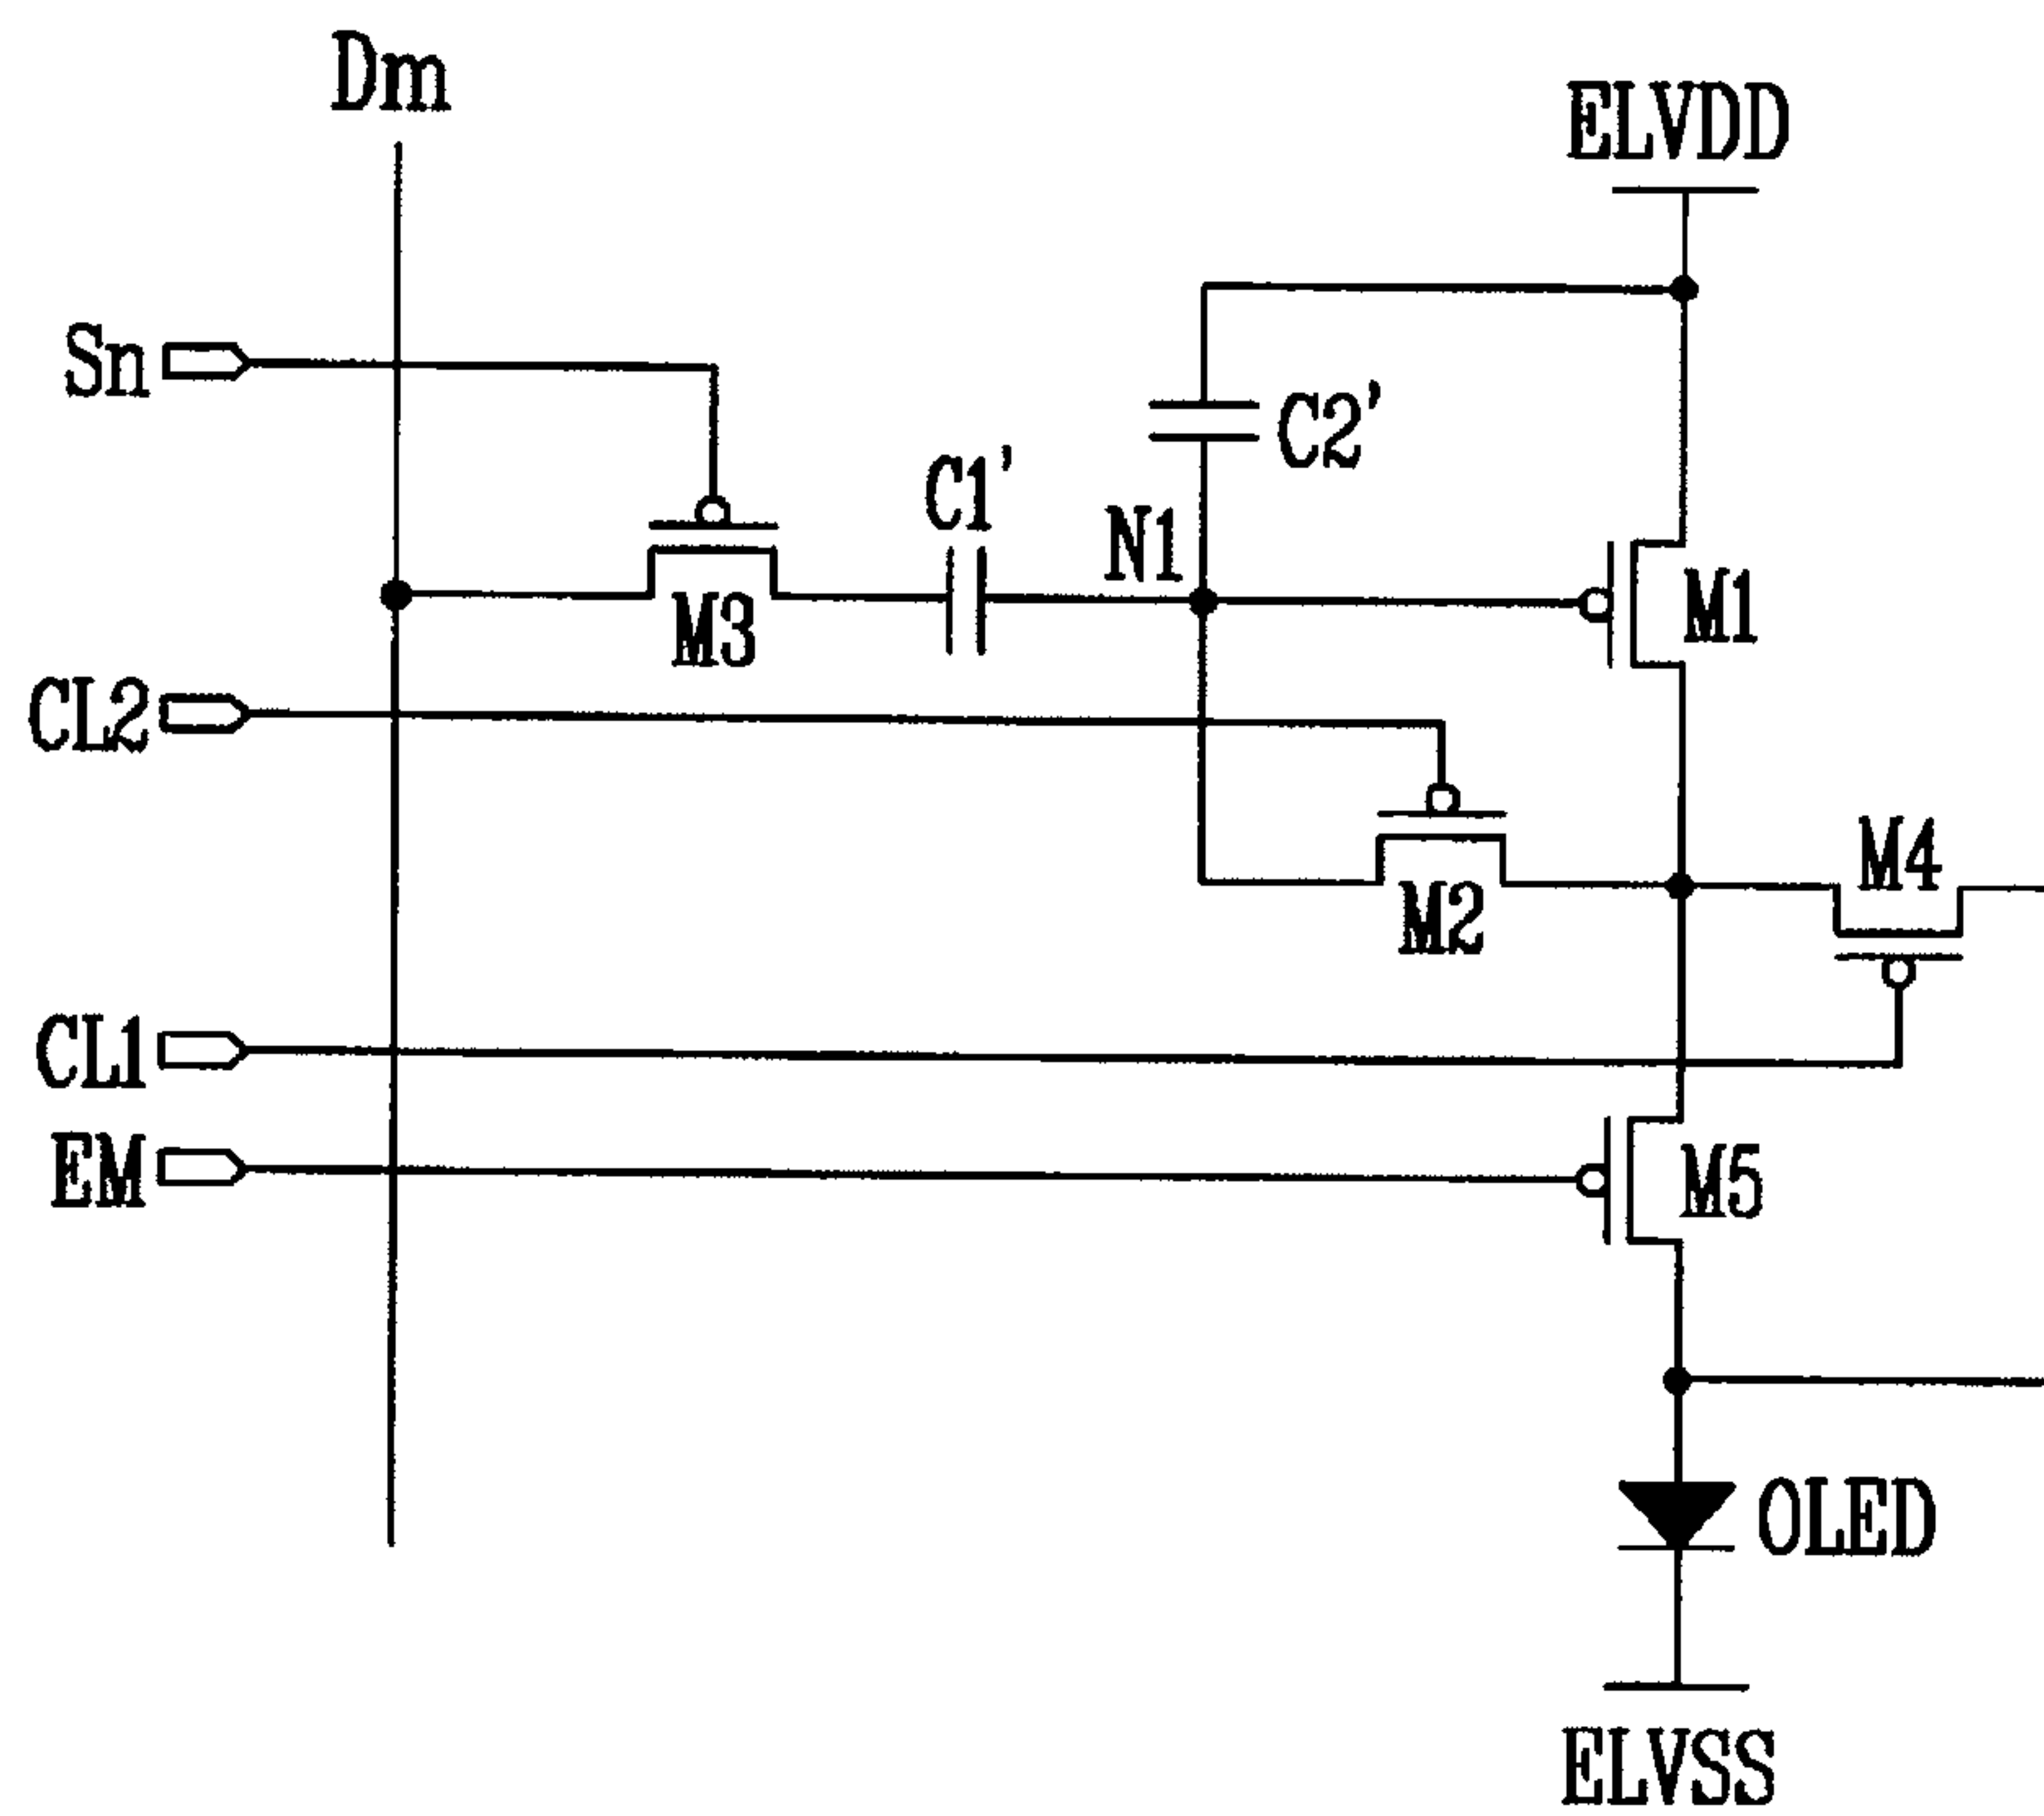 Dm
ELVDD
Sn
C2'
C1'
N1
M1
M3
CL2
M4
M2
CL1
EM
M5
OLED
ELVSS